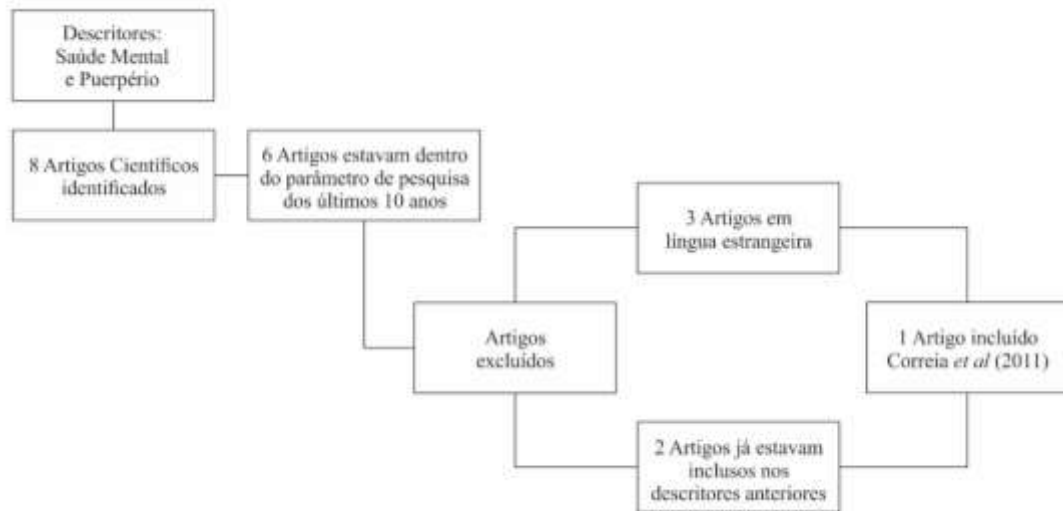 Descritores:
Saúde Mental
e Puerpério
8 Artigos Científicos
identificados
6 Artigos estavam dentro
do parâmetro de pesquisa
dos últimos 10 anos
3 Artigos em
língua estrangeira
Artigos
excluídos
1 Artigo incluído
Correia et al (2011)
2 Artigos já estavam
inclusos nos
descritores anteriores